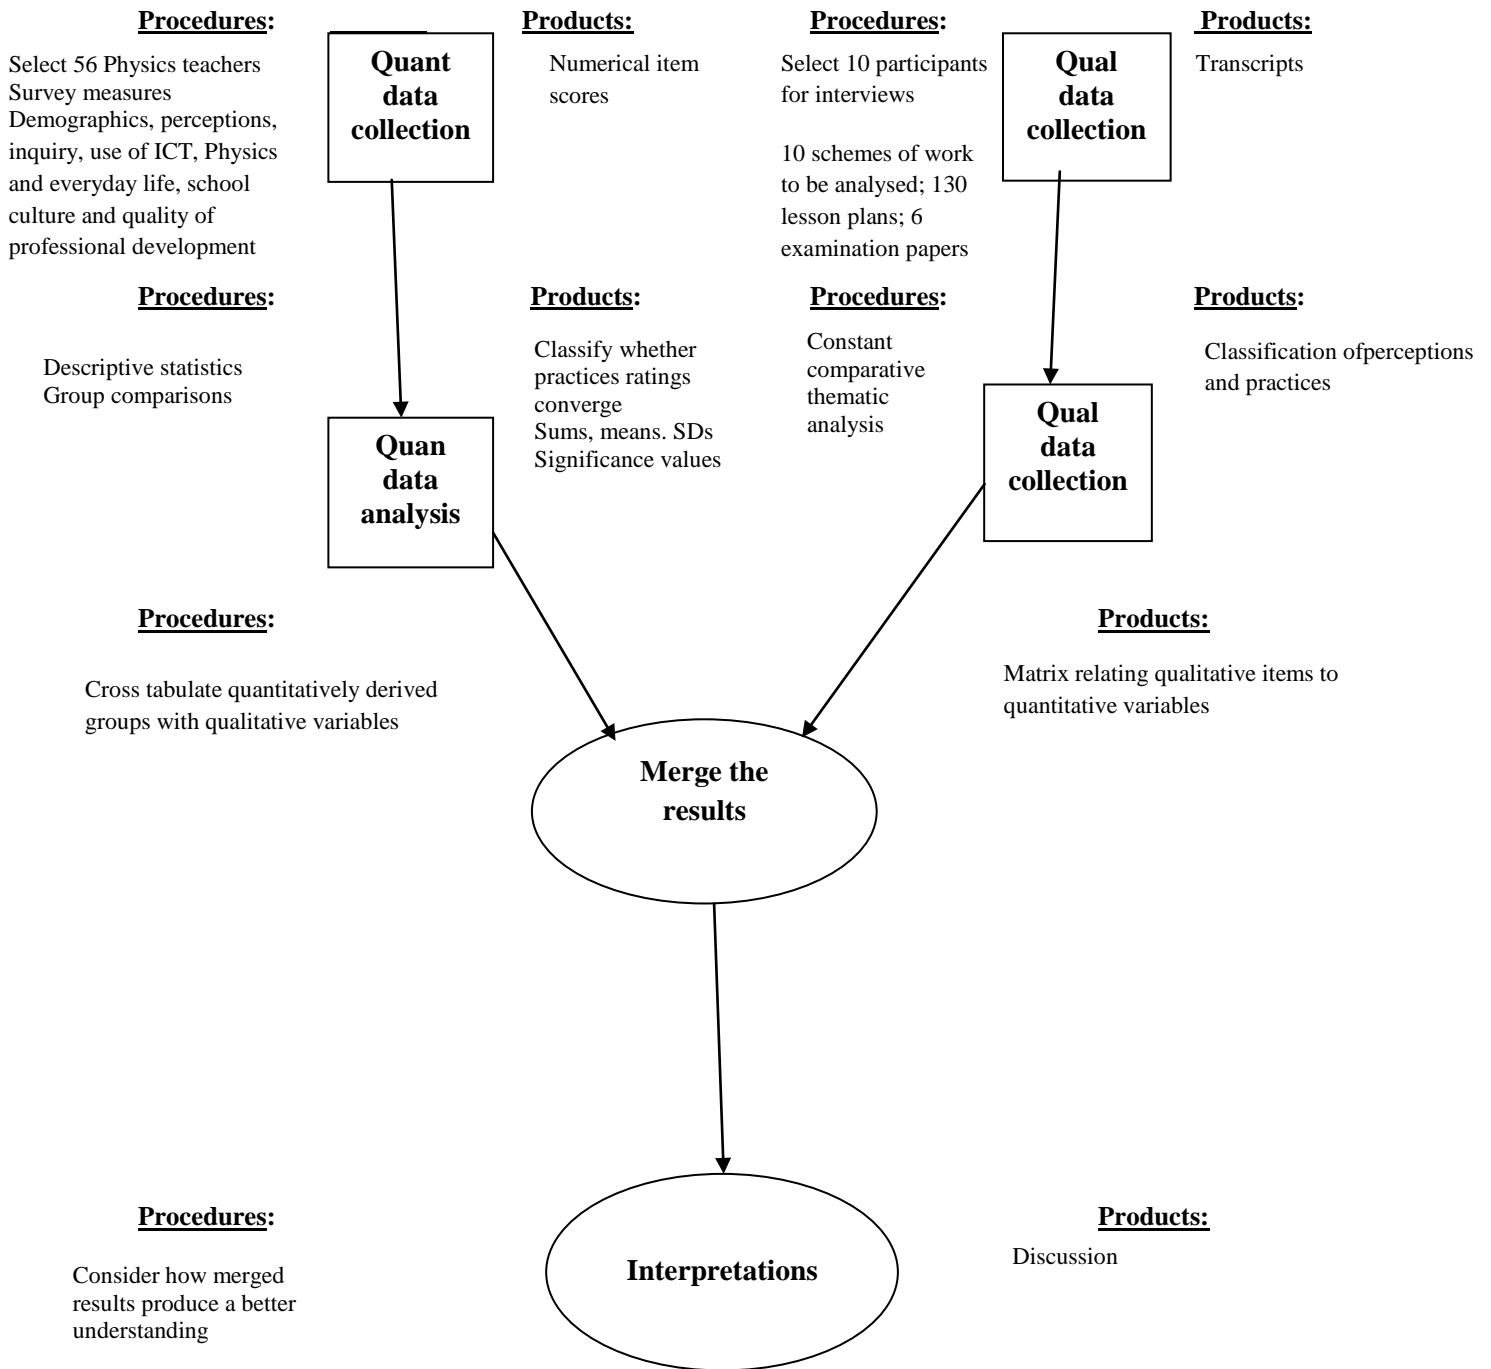 Procedures:
Select 56 Physics teachers
Survey measures
Demographics, perceptions,
inquiry, use of ICT, Physics
and everyday life, school
culture and quality of
professional development
Quant
data
collection
Products:
Numerical item
scores
Procedures:
Select 10 participants
for interviews
10 schemes of work
to be analysed; 130
lesson plans; 6
examination papers
Qual
data
collection
Products:
Transcripts
Procedures:
Descriptive statistics
Group comparisons
Quan
data
analysis
Products:
Classify whether
practices ratings
converge
Sums, means. SDs
Significance values
Procedures:
Constant
comparative
thematic
analysis
Qual
data
collection
Products:
Classification ofperceptions
and practices
Procedures:
Cross tabulate quantitatively derived
groups with qualitative variables
Merge the
results
Products:
Matrix relating qualitative items to
quantitative variables
Procedures:
Consider how merged
results produce a better
understanding
Interpretations
Products:
Discussion